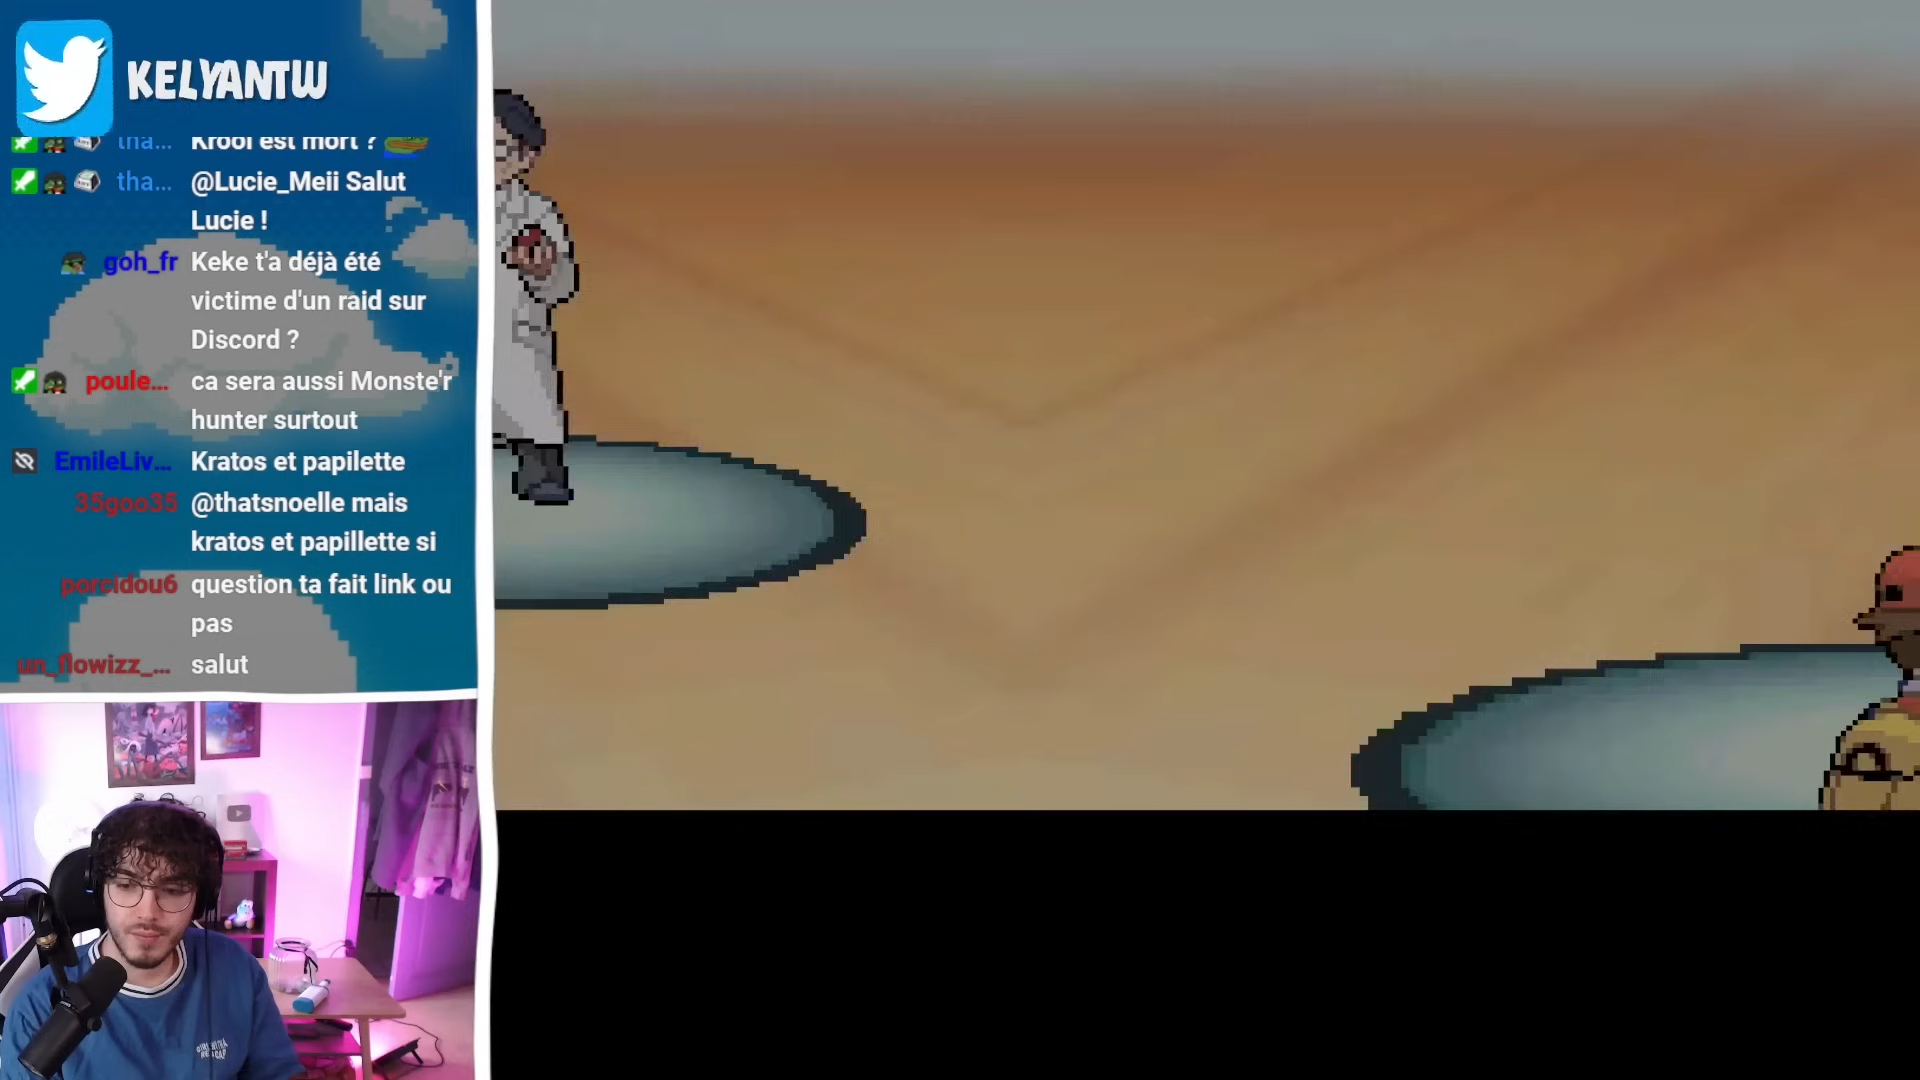 KELYANTW
tha... Krool est mort ?
tha... @Lucie_Meii Salut
Lucie !
goh_fr Keke t'a déjà été
victime d'un raid sur
Discord ?
poule... ca sera aussi Monste'r
hunter surtout
EmileLiv... Kratos et papilette
35goo35 @thatsnoelle mais
kratos et papillette si
porcidou6 question ta fait link ou
pas
un_flowizz_... salut